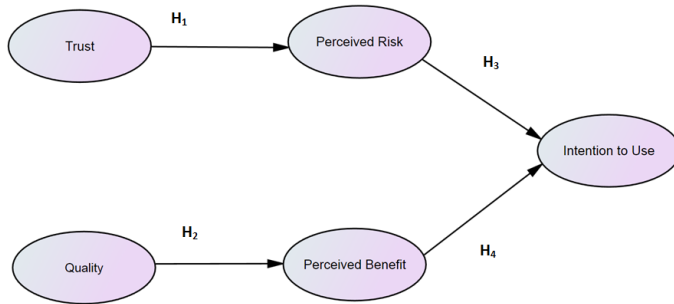 H₁
Trust
Perceived Risk
H₃
Intention to Use
H₂
Quality
Perceived Benefit
H₄